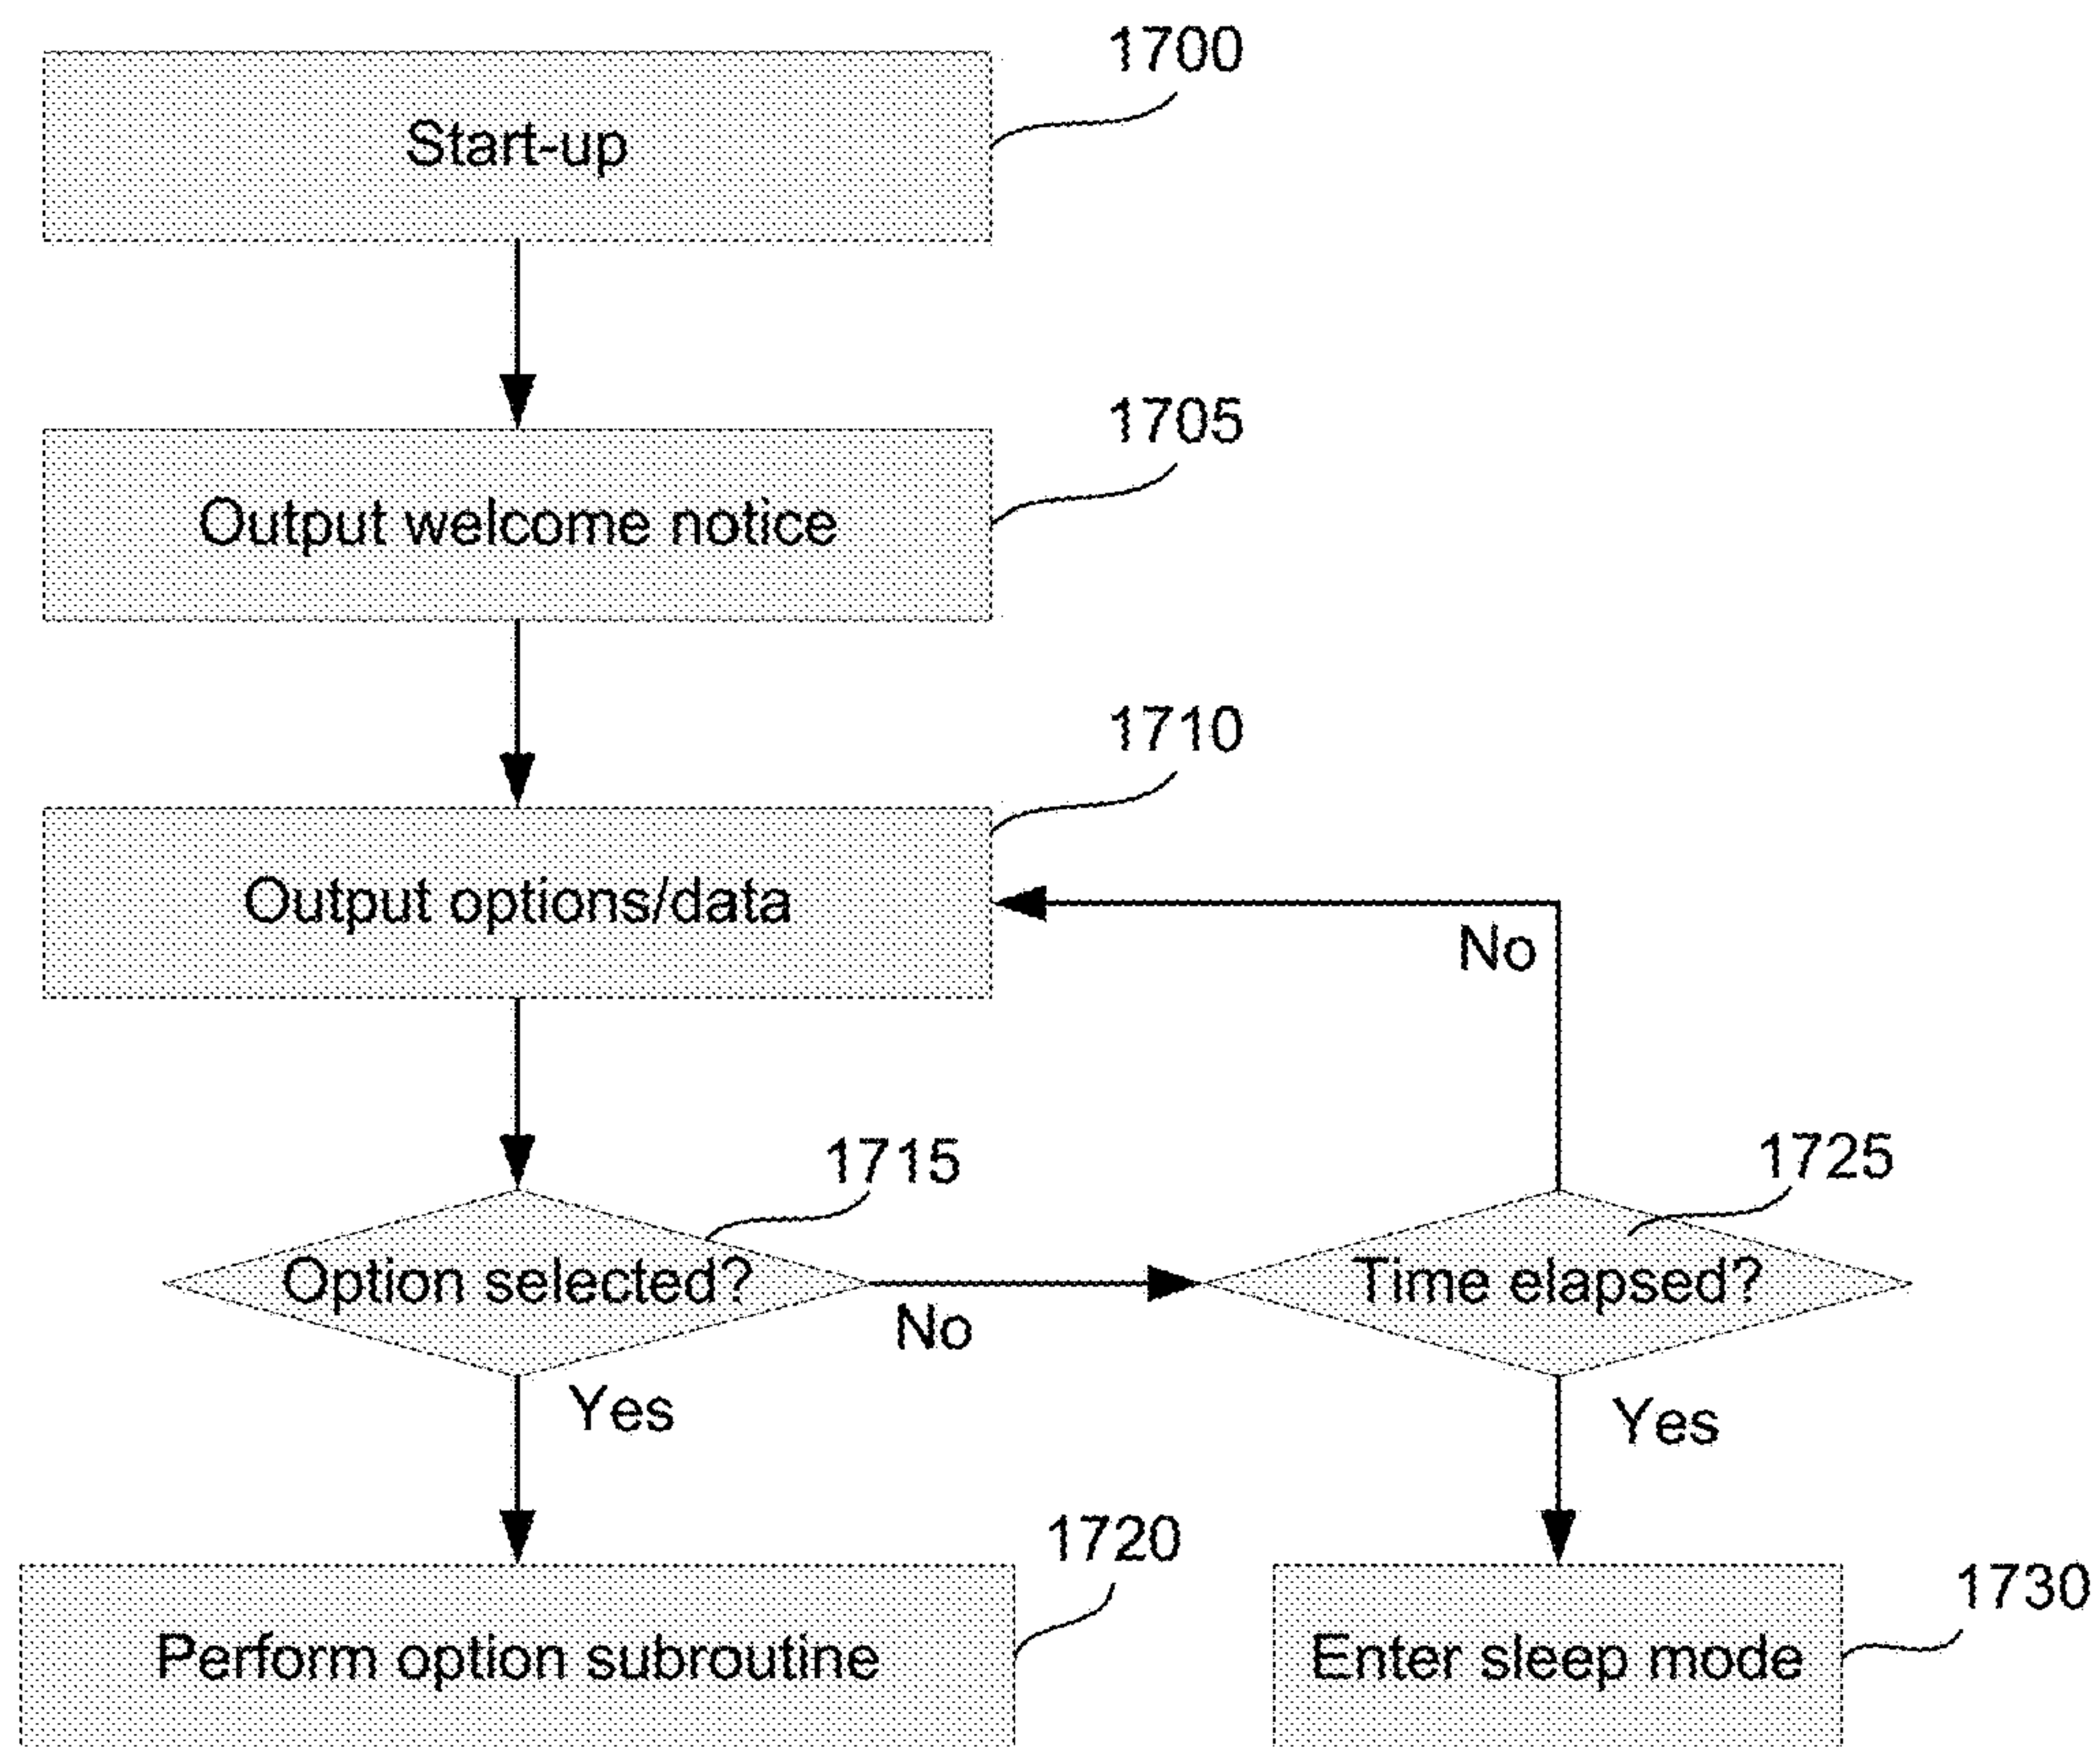 1700
Start-up
1705
Output welcome notice
1710
Output options/data
No
1715
1725
Option selected?
Time elapsed?
No
Yes
Yes
1720
1730
Perform option subroutine
Enter sleep mode